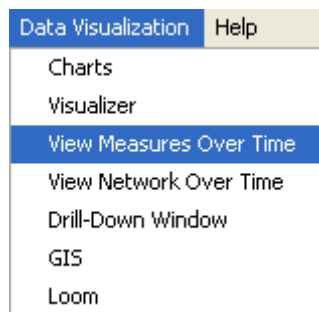 Data Visualization Help
Charts
Visualizer
View Measures Over Time
View Network Over Time
Drill-Down Window
GIS
Loom